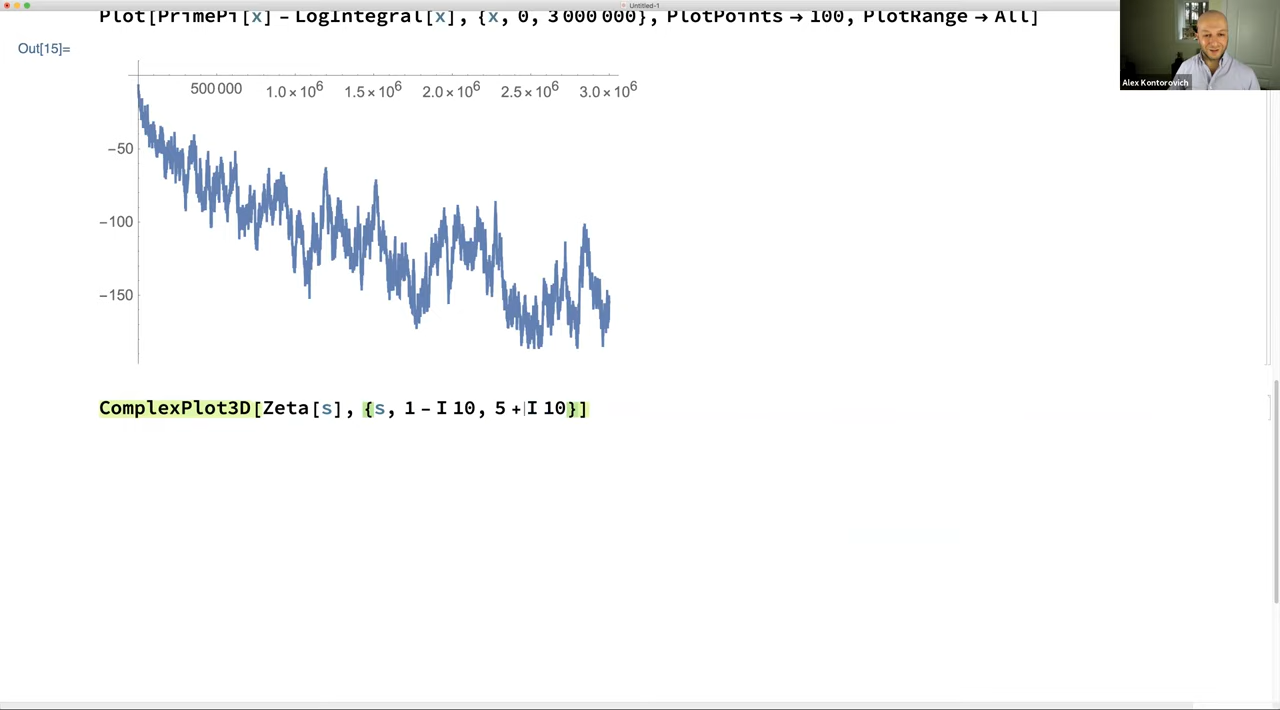 Untitled-1
Plot[PrimePi[x] - LogIntegral[x], {x, 0, 3 000 000}, PlotPoints → 100, PlotRange → All]
Out[15]=
500 000 1.0 × 10⁶ 1.5 × 10⁶ 2.0 × 10⁶ 2.5 × 10⁶ 3.0 × 10⁶
-50
-100
-150
Alex Kontorovich
ComplexPlot3D[Zeta[s], {s, 1 - I 10, 5 + I 10}]